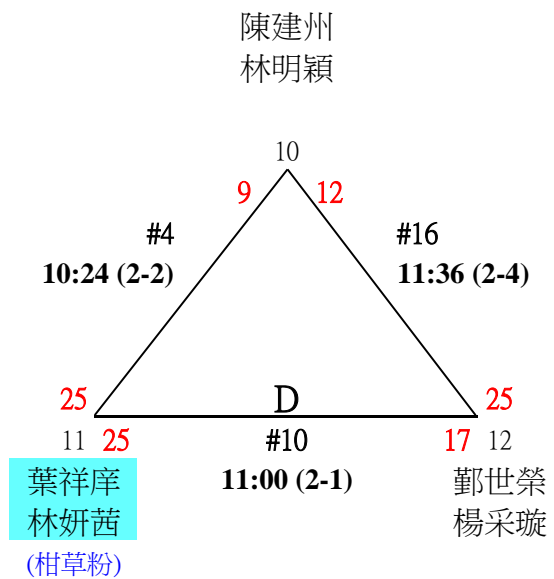 陳建州
林明穎
10
9 12
#4 #16
10:24 (2-2) 11:36 (2-4)
25 D 25
11 25 #10 17 12
葉祥庠 11:00 (2-1) 鄞世榮
林妍茜 楊采璇
(柑草粉)